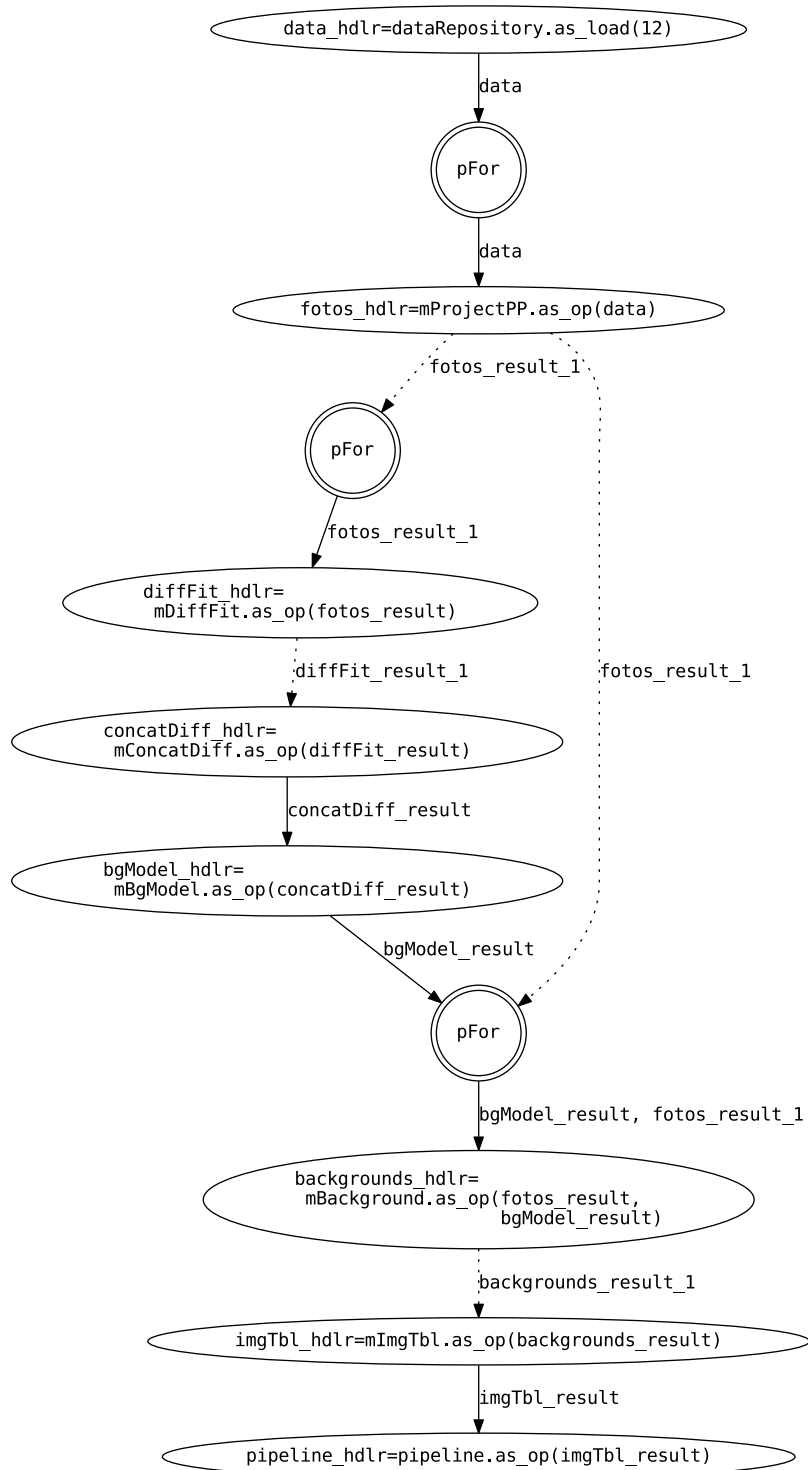 data_hdlr=dataRepository.as_load(12)
data
pFor
data
fotos_hdlr=mProjectPP.as_op(data)
fotos_result_1
pFor
fotos_result_1
diffFit_hdlr=
mDiffFit.as_op(fotos_result)
diffFit_result_1
fotos_result_1
concatDiff_hdlr=
mConcatDiff.as_op(diffFit_result)
concatDiff_result
bgModel_hdlr=
mBgModel.as_op(concatDiff_result)
bgModel_result
pFor
bgModel_result, fotos_result_1
backgrounds_hdlr=
mBackground.as_op(fotos_result,
bgModel_result)
backgrounds_result_1
imgTbl_hdlr=mImgTbl.as_op(backgrounds_result)
imgTbl_result
pipeline_hdlr=pipeline.as_op(imgTbl_result)